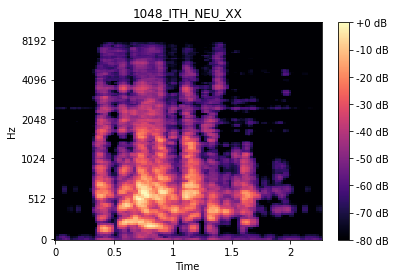 1048_ITH_NEU_XX
+0 dB
8192
-10 dB
4096
-20 dB
-30 dB
2048
Hz
-40 dB
1024
-50 dB
512
-60 dB
-70 dB
0
-80 dB
0 0.5 1 1.5 2
Time